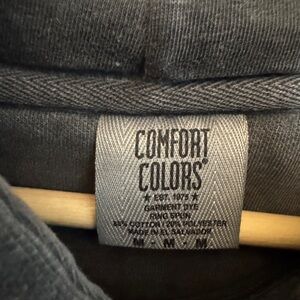 COMFORT
COLORS®
★ EST. 1975 ★
GARMENT DYE
RING SPUN
80% COTTON / 20% POLYESTER
MADE IN EL SALVADOR
M - M - M